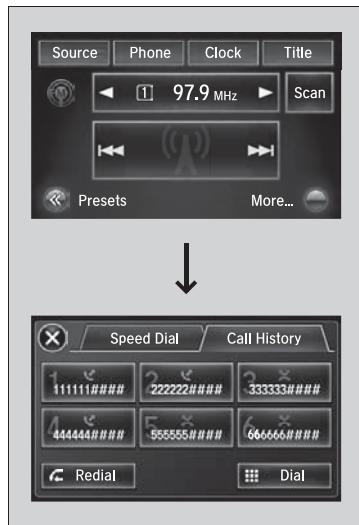 Source Phone Clock Title
1 97.9 MHz Scan
Presets More...
Speed Dial Call History
1 2 3
111111#### 222222#### 333333####
4 5 6
444444#### 555555#### 666666####
Redial Dial